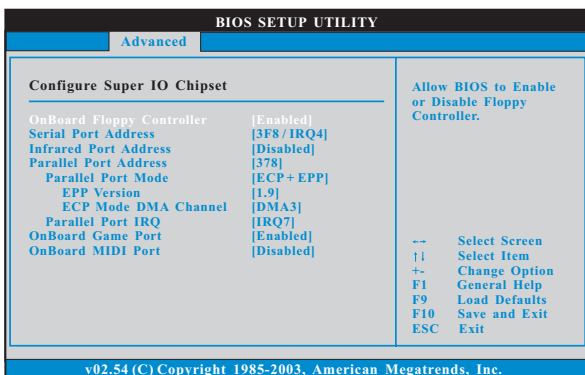 BIOS SETUP UTILITY
Advanced
Configure Super IO Chipset
OnBoard Floppy Controller [Enabled]
Serial Port Address [3F8 / IRQ4]
Infrared Port Address [Disabled]
Parallel Port Address [378]
Parallel Port Mode [ECP + EPP]
EPP Version [1.9]
ECP Mode DMA Channel [DMA3]
Parallel Port IRQ [IRQ7]
OnBoard Game Port [Enabled]
OnBoard MIDI Port [Disabled]
Allow BIOS to Enable
or Disable Floppy
Controller.
↔ Select Screen
↑↓ Select Item
+- Change Option
F1 General Help
F9 Load Defaults
F10 Save and Exit
ESC Exit
v02.54 (C) Copyright 1985-2003, American Megatrends, Inc.